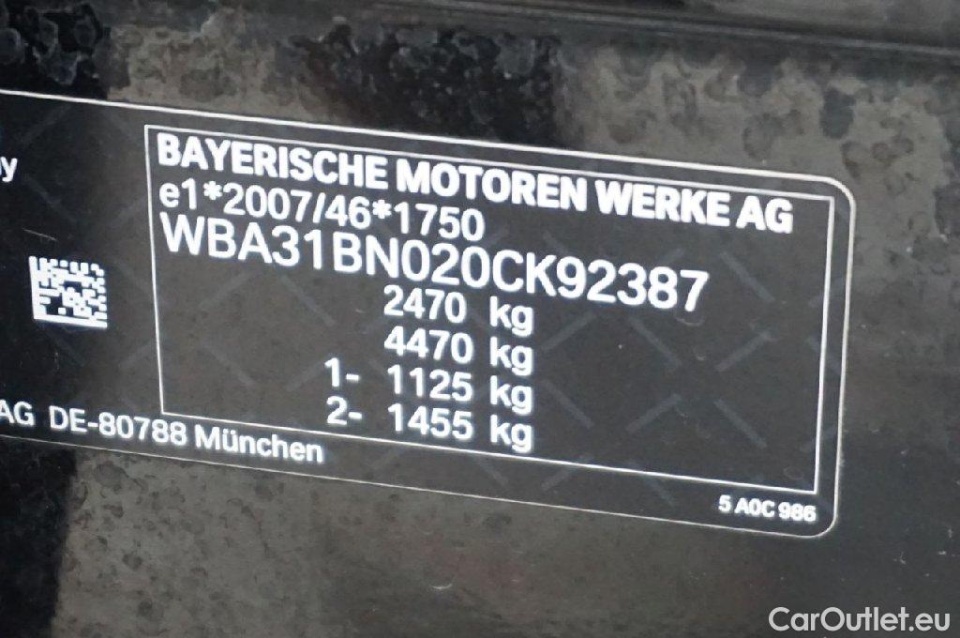 BAYERISCHE MOTOREN WERKE AG
e1*2007/46*1750
WBA31BN020CK92387
2470 kg
4470 kg
1- 1125 kg
2- 1455 kg
AG DE-80788 München
5 A0C 986
CarOutlet.eu